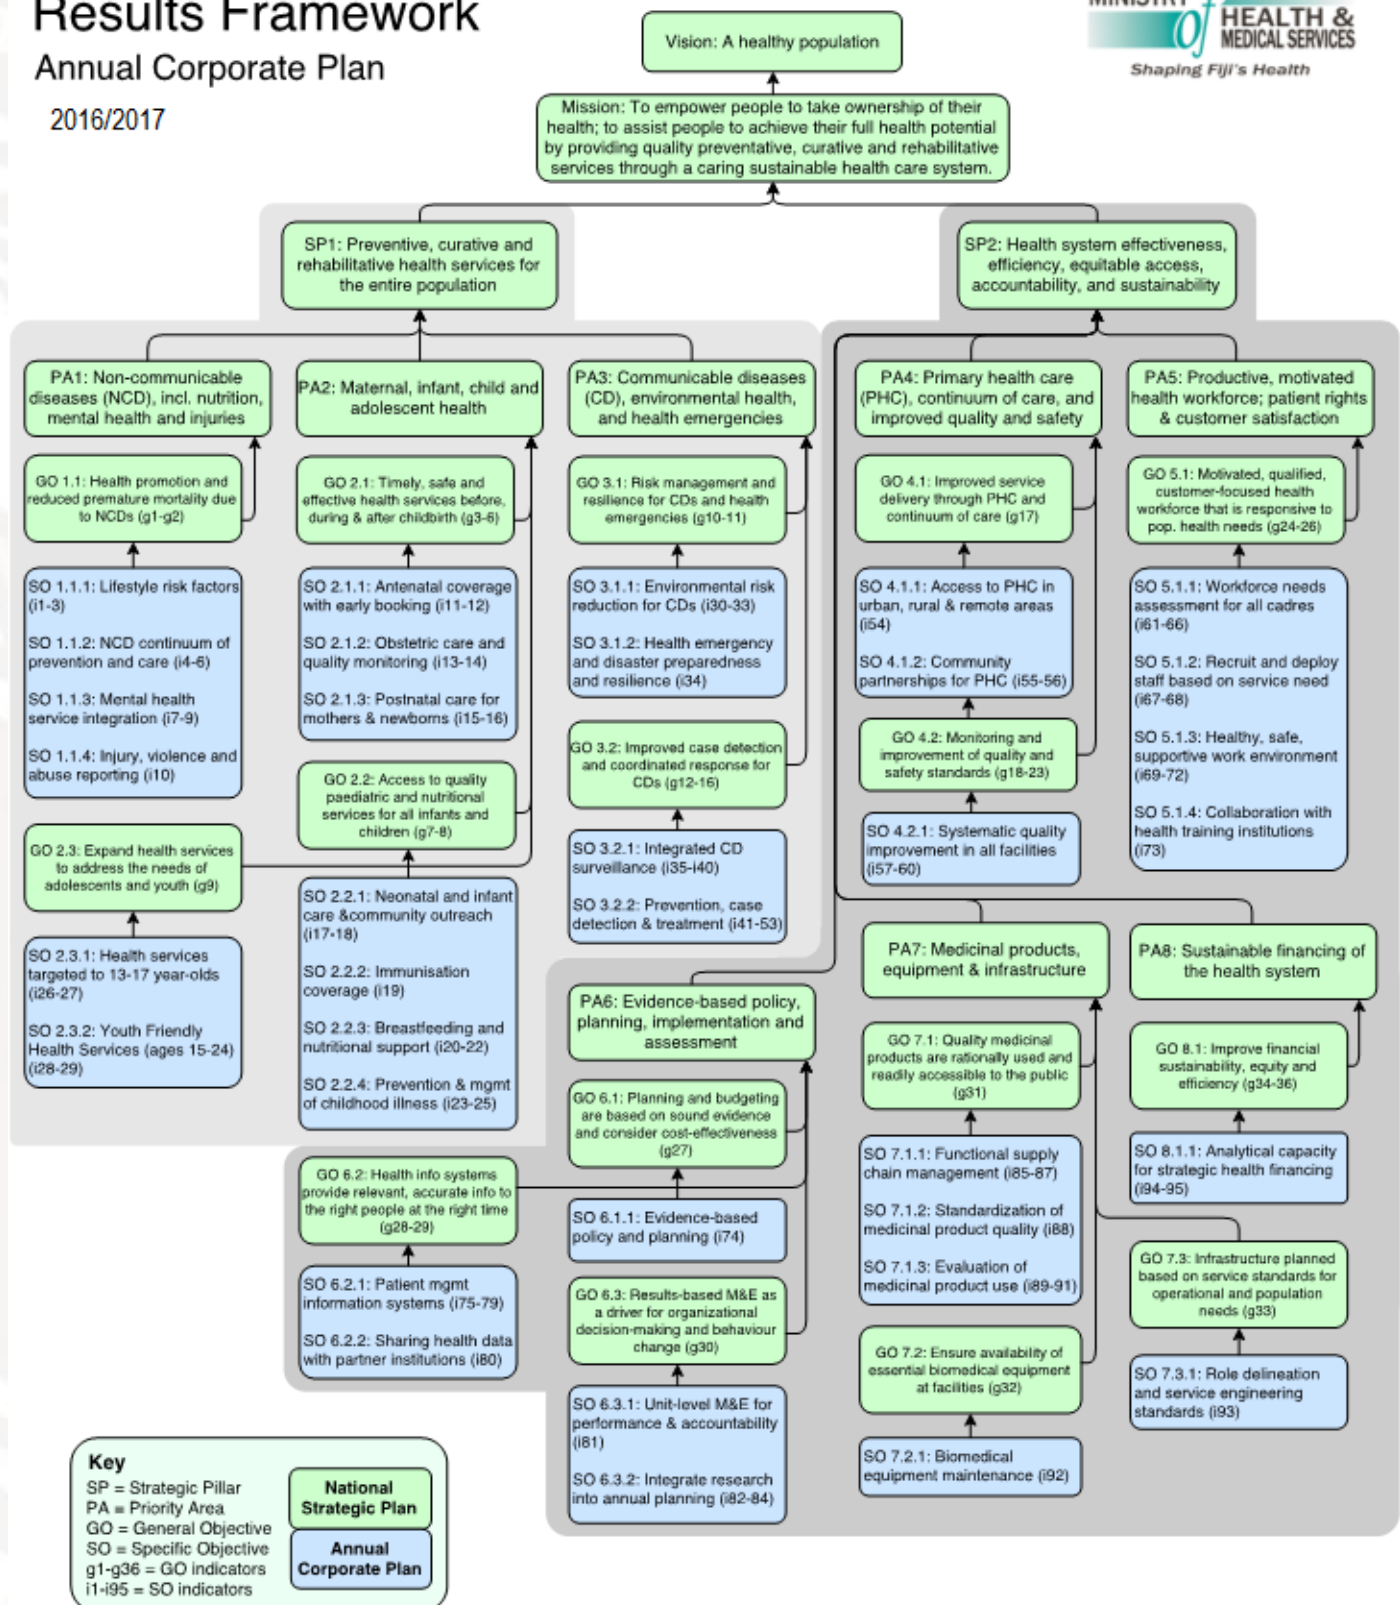 Results Framework
Annual Corporate Plan
2016/2017
MINISTRY
of HEALTH &
MEDICAL SERVICES
Shaping Fiji's Health
Vision: A healthy population
Mission: To empower people to take ownership of their
health; to assist people to achieve their full health potential
by providing quality preventative, curative and rehabilitative
services through a caring sustainable health care system.
SP1: Preventive, curative and
rehabilitative health services for
the entire population
SP2: Health system effectiveness,
efficiency, equitable access,
accountability, and sustainability
PA1: Non-communicable
diseases (NCD), incl. nutrition,
mental health and injuries
PA2: Maternal, infant, child and
adolescent health
PA3: Communicable diseases
(CD), environmental health,
and health emergencies
PA4: Primary health care
(PHC), continuum of care, and
improved quality and safety
PA5: Productive, motivated
health workforce; patient rights
& customer satisfaction
GO 1.1: Health promotion and
reduced premature mortality due
to NCDs (g1-g2)
GO 2.1: Timely, safe and
effective health services before,
during & after childbirth (g3-6)
GO 3.1: Risk management and
resilience for CDs and health
emergencies (g10-11)
GO 4.1: Improved service
delivery through PHC and
continuum of care (g17)
GO 5.1: Motivated, qualified,
customer-focused health
workforce that is responsive to
pop. health needs (g24-26)
SO 1.1.1: Lifestyle risk factors
(i1-3)
SO 1.1.2: NCD continuum of
prevention and care (i4-6)
SO 1.1.3: Mental health
service integration (i7-9)
SO 1.1.4: Injury, violence and
abuse reporting (i10)
SO 2.1.1: Antenatal coverage
with early booking (i11-12)
SO 2.1.2: Obstetric care and
quality monitoring (i13-14)
SO 2.1.3: Postnatal care for
mothers & newborns (i15-16)
SO 3.1.1: Environmental risk
reduction for CDs (i30-33)
SO 3.1.2: Health emergency
and disaster preparedness
and resilience (i34)
SO 4.1.1: Access to PHC in
urban, rural & remote areas
(i54)
SO 4.1.2: Community
partnerships for PHC (i55-56)
SO 5.1.1: Workforce needs
assessment for all cadres
(i61-66)
SO 5.1.2: Recruit and deploy
staff based on service need
(i67-68)
SO 5.1.3: Healthy, safe,
supportive work environment
(i69-72)
SO 5.1.4: Collaboration with
health training institutions
(i73)
GO 2.2: Access to quality
paediatric and nutritional
services for all infants and
children (g7-8)
GO 3.2: Improved case detection
and coordinated response for
CDs (g12-16)
GO 4.2: Monitoring and
improvement of quality and
safety standards (g18-23)
GO 2.3: Expand health services
to address the needs of
adolescents and youth (g9)
SO 3.2.1: Integrated CD
surveillance (i35-i40)
SO 3.2.2: Prevention, case
detection & treatment (i41-53)
SO 4.2.1: Systematic quality
improvement in all facilities
(i57-60)
SO 2.3.1: Health services
targeted to 13-17 year-olds
(i26-27)
SO 2.3.2: Youth Friendly
Health Services (ages 15-24)
(i28-29)
SO 2.2.1: Neonatal and infant
care &community outreach
(i17-18)
SO 2.2.2: Immunisation
coverage (i19)
SO 2.2.3: Breastfeeding and
nutritional support (i20-22)
SO 2.2.4: Prevention & mgmt
of childhood illness (i23-25)
PA6: Evidence-based policy,
planning, implementation and
assessment
PA7: Medicinal products,
equipment & infrastructure
PA8: Sustainable financing of
the health system
GO 6.1: Planning and budgeting
are based on sound evidence
and consider cost-effectiveness
(g27)
GO 7.1: Quality medicinal
products are rationally used and
readily accessible to the public
(g31)
GO 8.1: Improve financial
sustainability, equity and
efficiency (g34-36)
GO 6.2: Health info systems
provide relevant, accurate info to
the right people at the right time
(g28-29)
SO 6.1.1: Evidence-based
policy and planning (i74)
SO 7.1.1: Functional supply
chain management (i85-87)
SO 7.1.2: Standardization of
medicinal product quality (i88)
SO 7.1.3: Evaluation of
medicinal product use (i89-91)
SO 8.1.1: Analytical capacity
for strategic health financing
(i94-95)
SO 6.2.1: Patient mgmt
information systems (i75-79)
SO 6.2.2: Sharing health data
with partner institutions (i80)
GO 6.3: Results-based M&E as
a driver for organizational
decision-making and behaviour
change (g30)
GO 7.3: Infrastructure planned
based on service standards for
operational and population
needs (g33)
GO 7.2: Ensure availability of
essential biomedical equipment
at facilities (g32)
SO 6.3.1: Unit-level M&E for
performance & accountability
(i81)
SO 6.3.2: Integrate research
into annual planning (i82-84)
SO 7.3.1: Role delineation
and service engineering
standards (i93)
SO 7.2.1: Biomedical
equipment maintenance (i92)
Key
SP = Strategic Pillar
PA = Priority Area
GO = General Objective
SO = Specific Objective
g1-g36 = GO indicators
i1-i95 = SO indicators
National
Strategic Plan
Annual
Corporate Plan